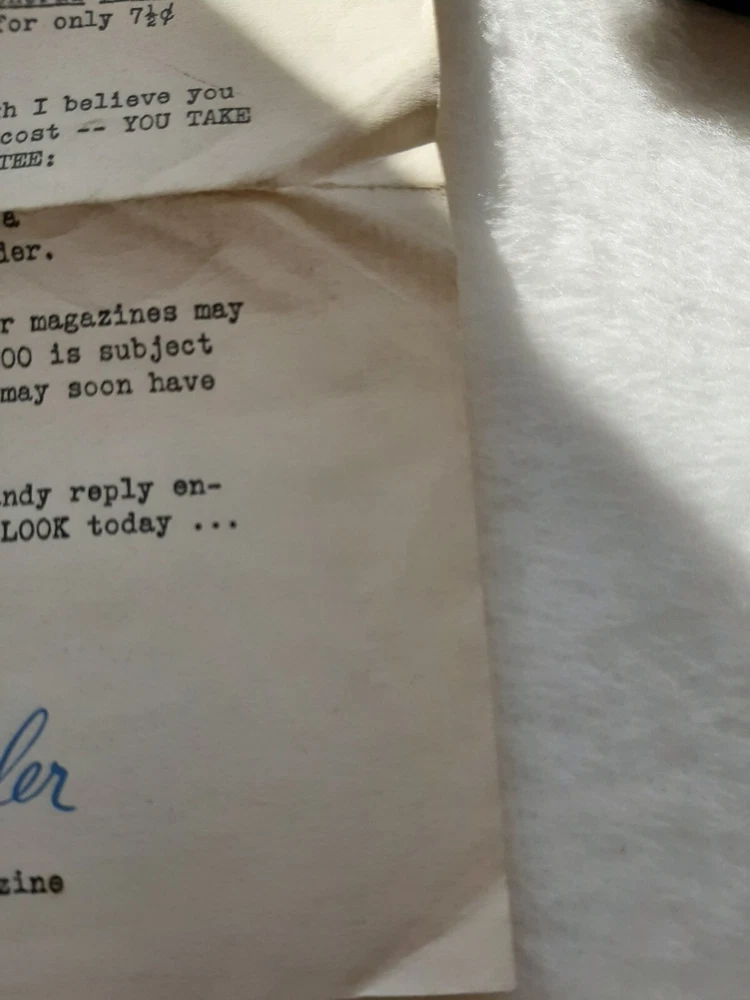 for only 7½¢
h I believe you
cost -- YOU TAKE
TEE:
a
der.
r magazines may
00 is subject
may soon have
ndy reply en-
LOOK today ...
ler
zine